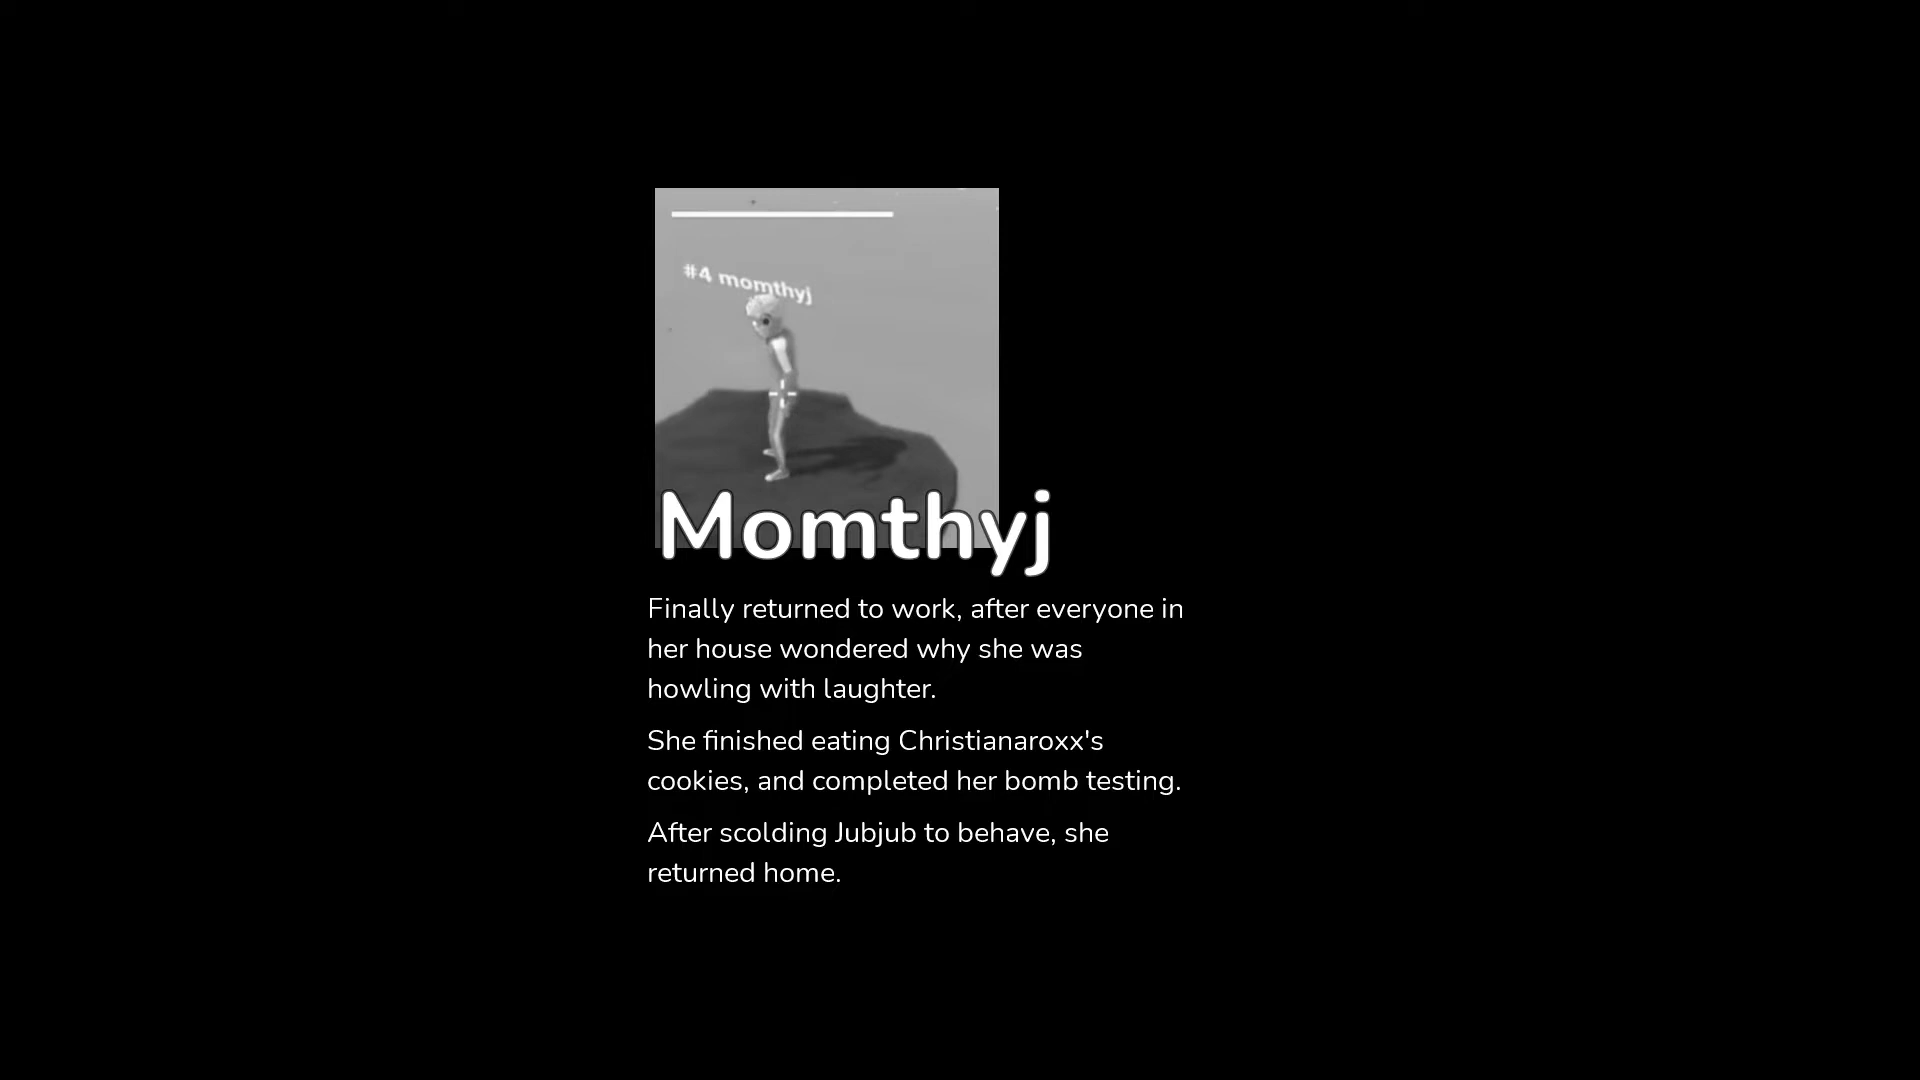 #4 momthyj
Momthyj
Finally returned to work, after everyone in
her house wondered why she was
howling with laughter.
She finished eating Christianaroxx's
cookies, and completed her bomb testing.
After scolding Jubjub to behave, she
returned home.